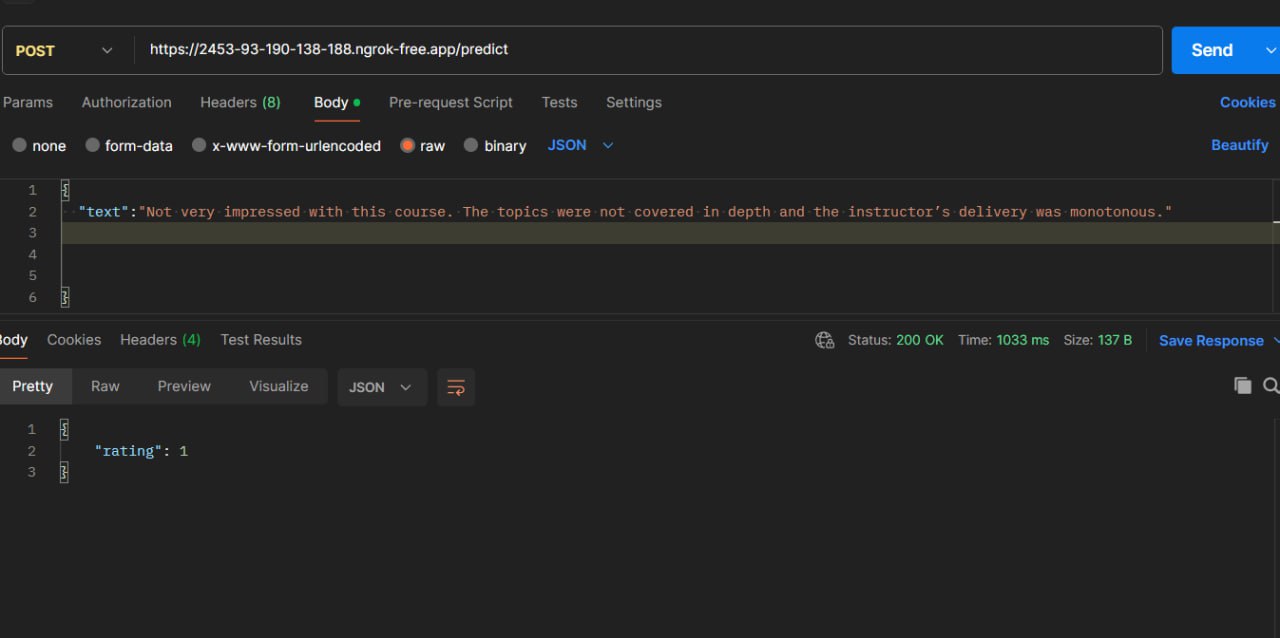 POST https://2453-93-190-138-188.ngrok-free.app/predict Send
Params Authorization Headers (8) Body Pre-request Script Tests Settings Cookies
none form-data x-www-form-urlencoded raw binary JSON Beautify
1 {
2 "text":"Not very impressed with this course. The topics were not covered in depth and the instructor’s delivery was monotonous."
3
4
5
6 }
Body Cookies Headers (4) Test Results Status: 200 OK Time: 1033 ms Size: 137 B Save Response
Pretty Raw Preview Visualize JSON
1 {
2 "rating": 1
3 }